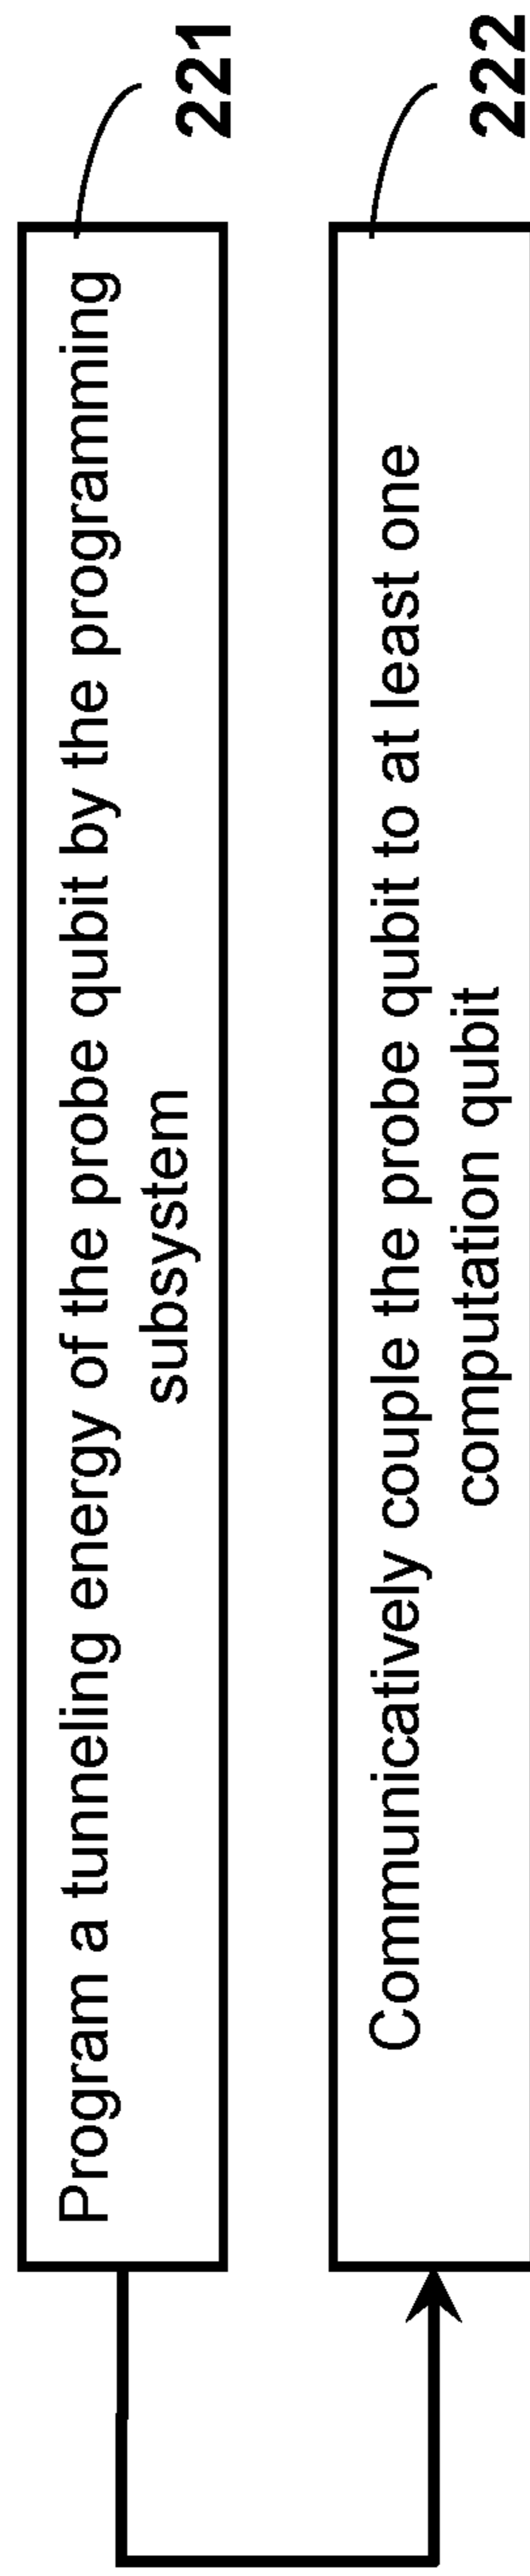 Program a tunneling energy of the probe qubit by the programming
subsystem
221
Communicatively couple the probe qubit to at least one
computation qubit
222